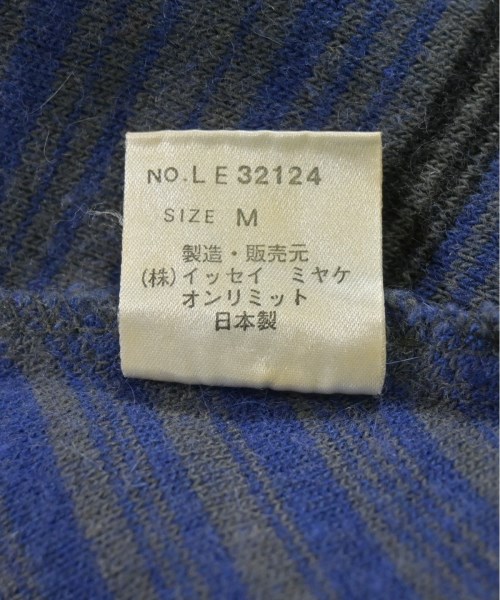 NO.LE32124
SIZE M
製造・販売元
(株)イッセイ ミヤケ
オンリミット
日本製